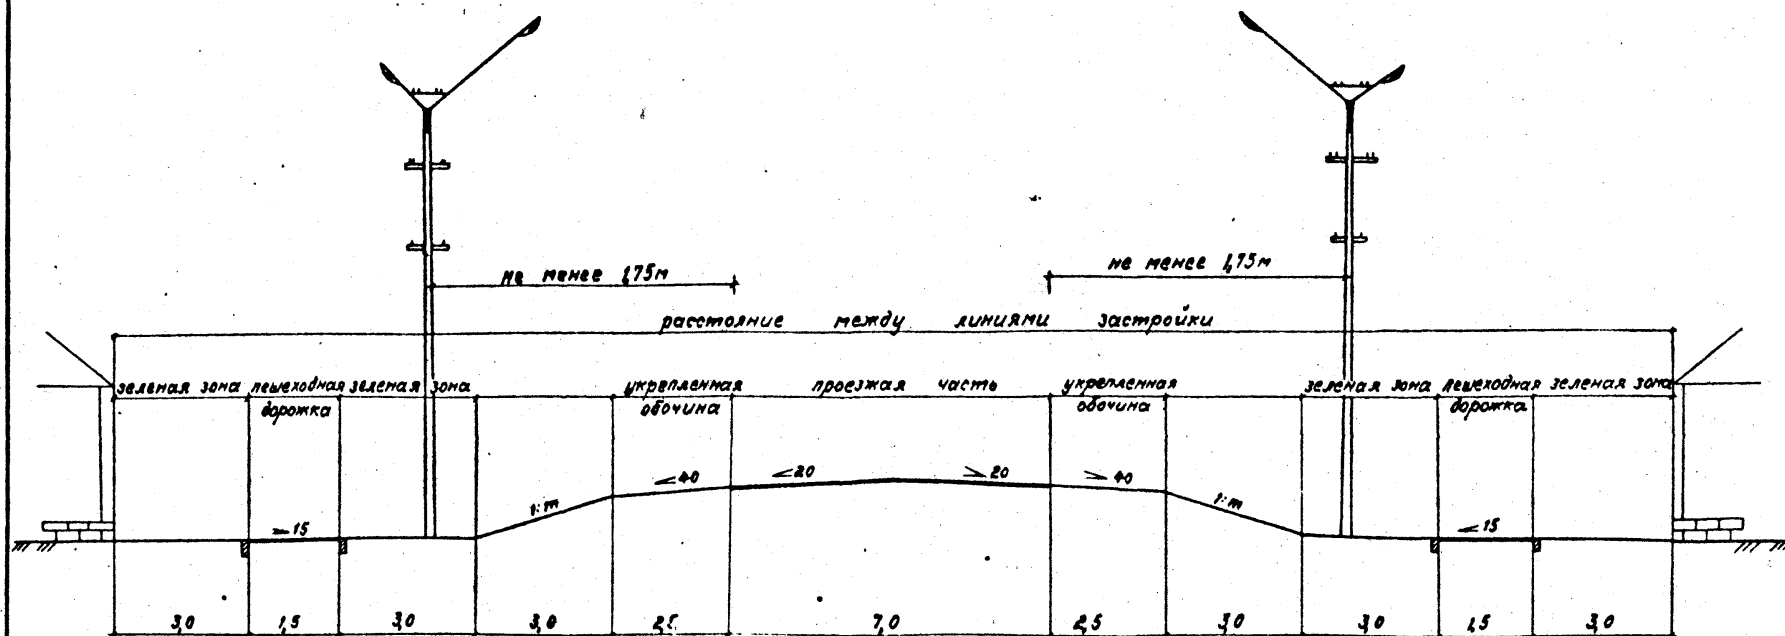 не менее 1,75м
не менее 1,75м
расстояние между линиями застройки
зеленая зона
пешеходная
дорожка
зеленая зона
укрепленная
обочина
проезжая часть
укрепленная
обочина
зеленая зона
пешеходная
дорожка
зеленая зона
40
20
20
40
1:m
1:m
15
15
3,0 1,5 3,0 3,0 2,5 7,0 2,5 3,0 3,0 1,5 3,0